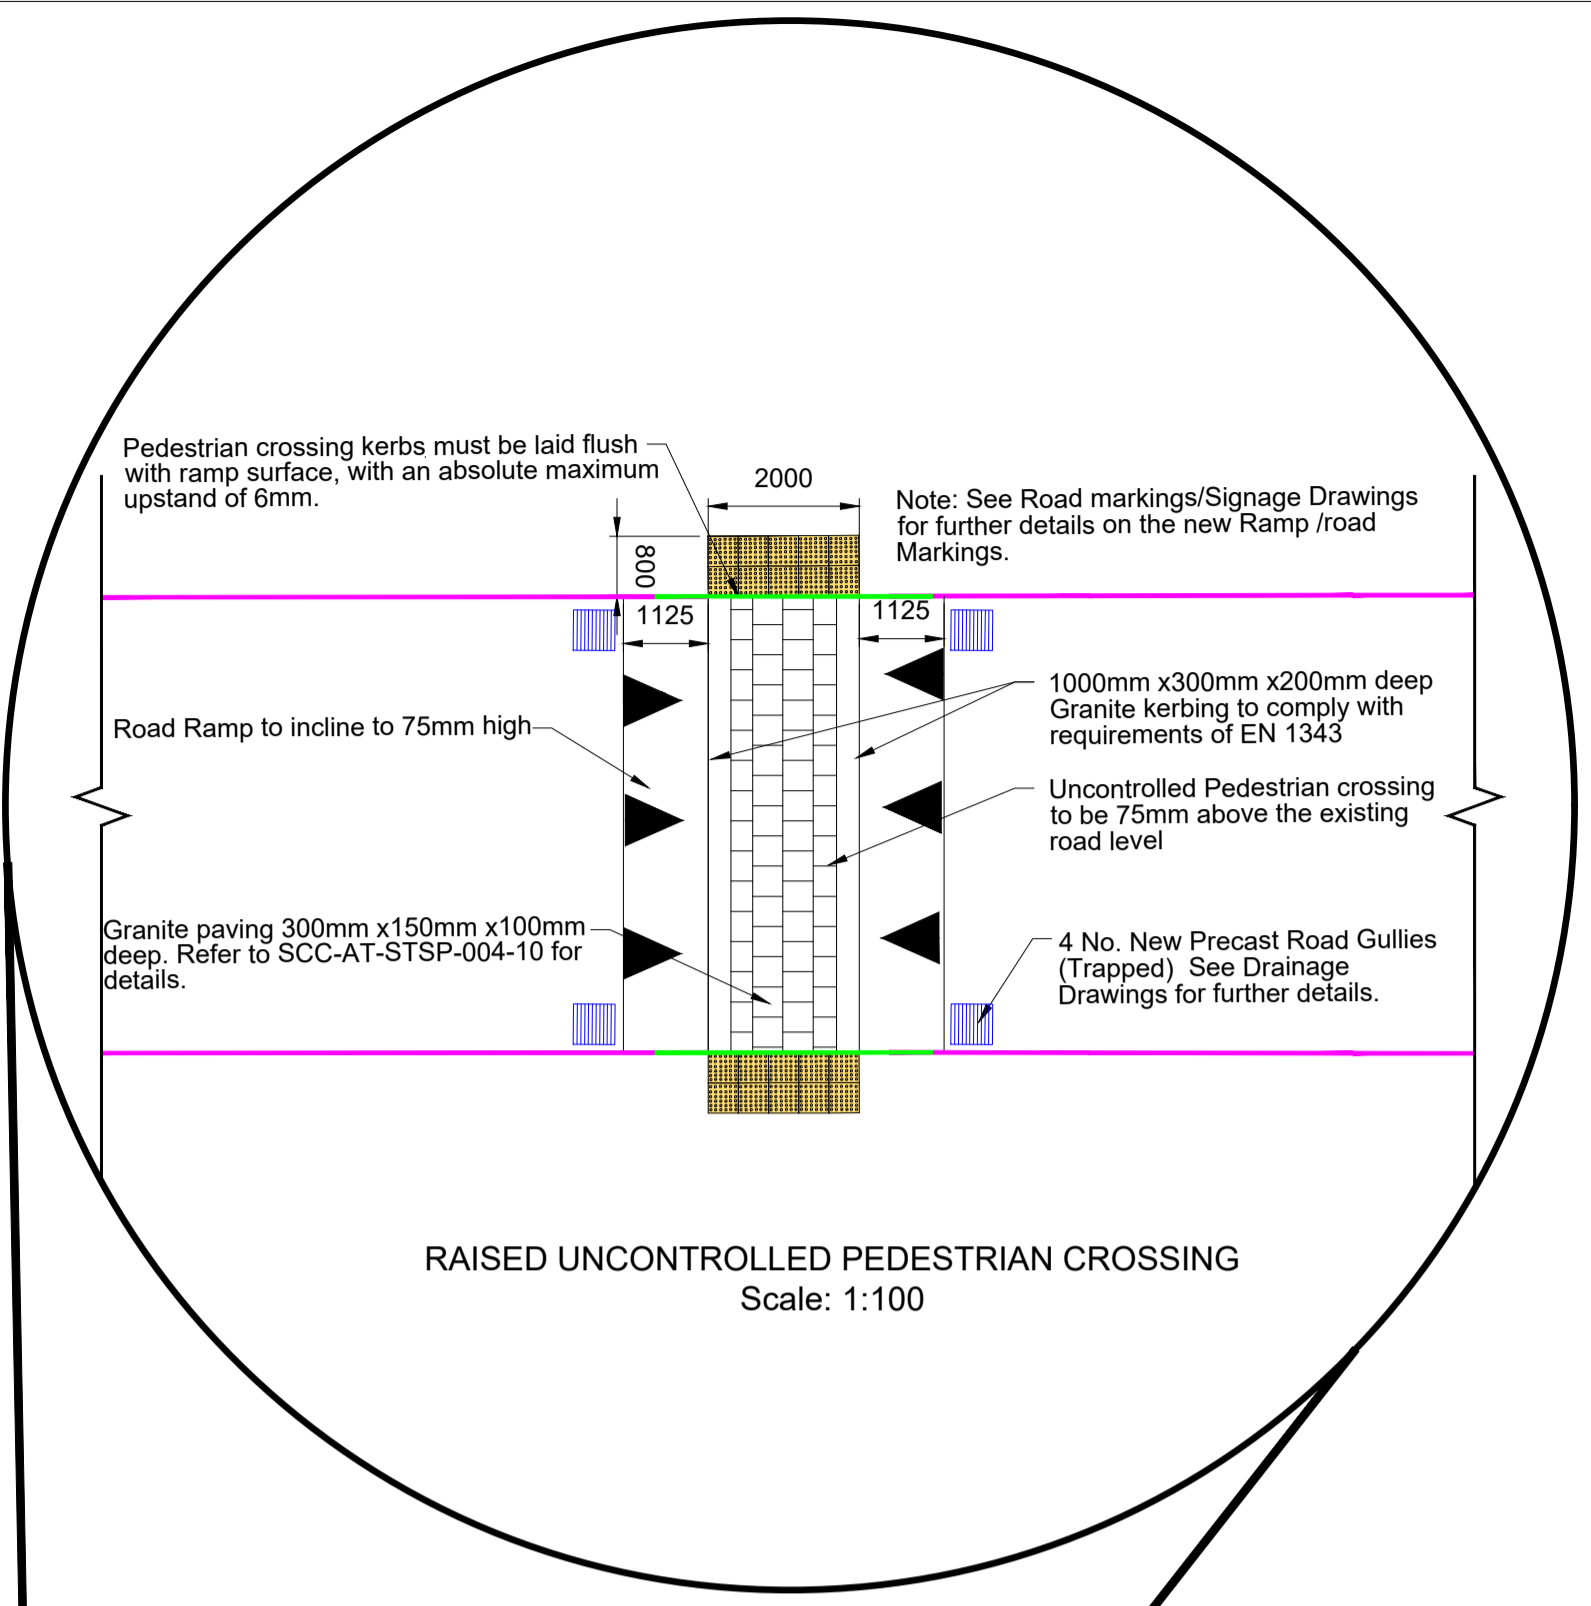 Pedestrian crossing kerbs must be laid flush
with ramp surface, with an absolute maximum
upstand of 6mm.
2000
Note: See Road markings/Signage Drawings
for further details on the new Ramp /road
Markings.
800
1125
1125
1000mm x300mm x200mm deep
Granite kerbing to comply with
requirements of EN 1343
Road Ramp to incline to 75mm high
Uncontrolled Pedestrian crossing
to be 75mm above the existing
road level
Granite paving 300mm x150mm x100mm
deep. Refer to SCC-AT-STSP-004-10 for
details.
4 No. New Precast Road Gullies
(Trapped) See Drainage
Drawings for further details.
RAISED UNCONTROLLED PEDESTRIAN CROSSING
Scale: 1:100